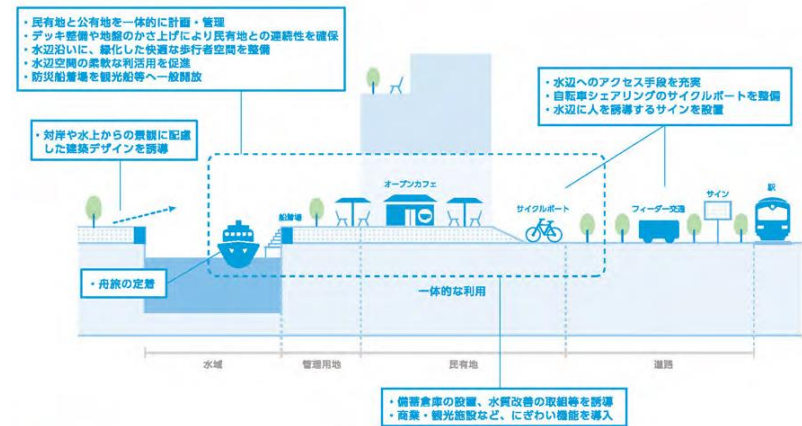 ・民有地と公有地を一体的に計画・管理
・デッキ整備や地盤のかさ上げにより民有地との連続性を確保
・水辺沿いに、緑化した快適な歩行者空間を整備
・水辺空間の柔軟な利活用を促進
・防災船着場を観光船等へ一般開放
・水辺へのアクセス手段を充実
・自転車シェアリングのサイクルポートを整備
・水辺に人を誘導するサインを設置
・対岸や水上からの景観に配慮
した建築デザインを誘導
オープンカフェ
船着場
サイクルポート
フィーダー交通
サイン
駅
・舟旅の定着
一体的な利用
水域
管理用地
民有地
道路
・備蓄倉庫の設置、水質改善の取組等を誘導
・商業・観光施設など、にぎわい機能を導入